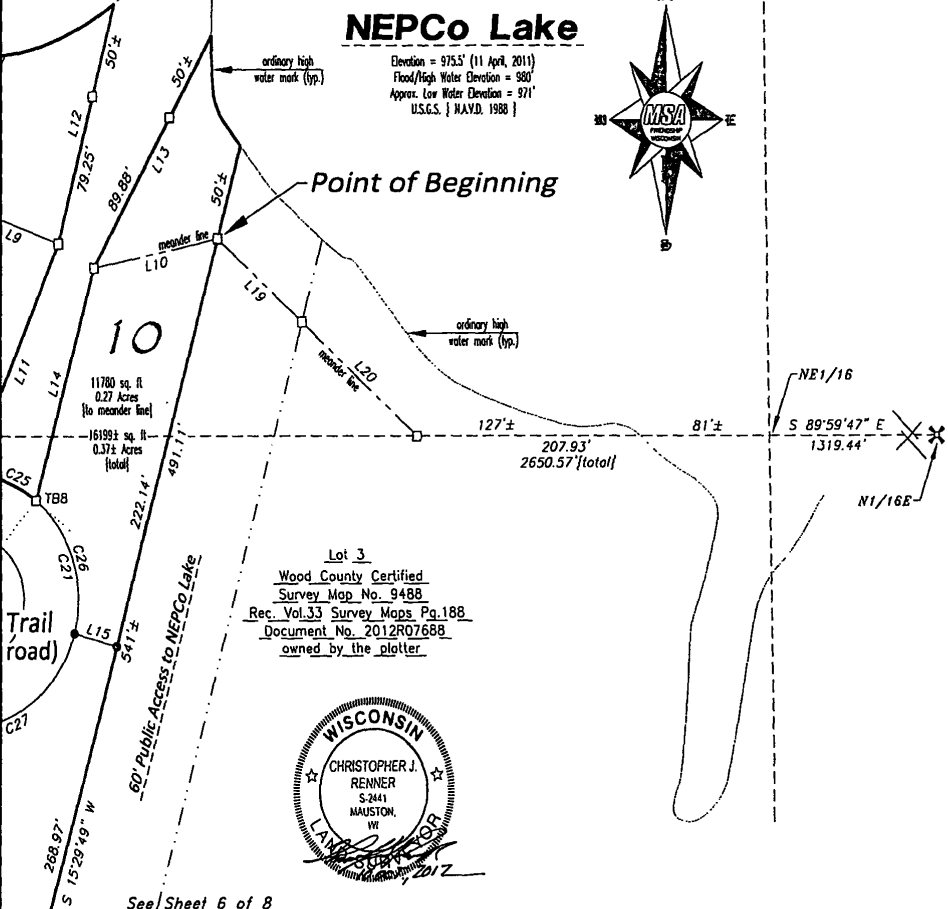 NEPCo Lake
Elevation = 975.5' (11 April, 2011)
Flood/High Water Elevation = 980'
Approx. Low Water Elevation = 971'
U.S.G.S. { N.A.V.D. 1988 }
ordinary high
water mark (typ.)
MSA
FRIENDSHIP
WISCONSIN
W
E
S
50'±
L12
79.25'
50'±
L13
89.88'
50'±
Point of Beginning
L9
meander line
L10
L19
L11
L14
10
11780 sq. ft
0.27 Acres
{to meander line}
16199± sq. ft
0.37± Acres
{total}
L20
meander line
ordinary high
water mark (typ.)
NE1/16
127'±
207.93'
2650.57'{total}
81'±
S 89°59'47" E
1319.44'
N1/16E
491.11'
222.14'
C25
TBB
C26
C21
Trail
road)
L15
541'±
C27
60' Public Access to NEPCo Lake
Lot 3
Wood County Certified
Survey Map No. 9488
Rec. Vol.33 Survey Maps Pg.188
Document No. 2012R07688
owned by the platter
WISCONSIN
CHRISTOPHER J.
RENNER
S-2441
MAUSTON,
WI
LAND SURVEYOR
2012
268.97'
S 15°29'49" W
See Sheet 6 of 8